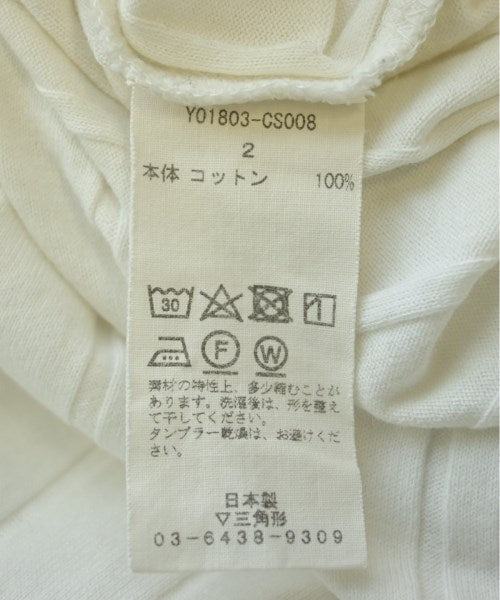 Y01803-CS008
2
本体 コットン 100%
30
F W
素材の特性上、多少縮むことが
あります。洗濯後は、形を整え
て干してください。
タンブラー乾燥は、お避けくだ
さい。
日本製
▽三角形
03-6438-9309